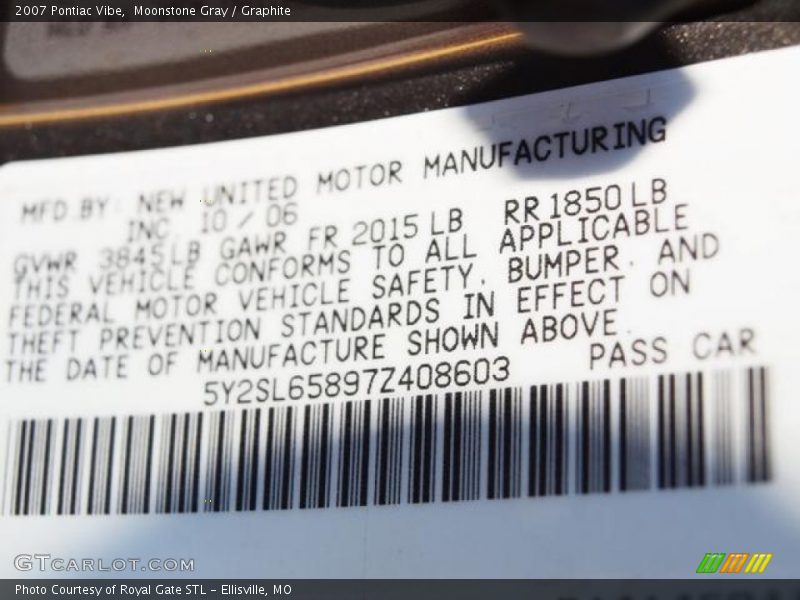 2007 Pontiac Vibe, Moonstone Gray / Graphite
MFD BY: NEW UNITED MOTOR MANUFACTURING
INC 10 / 06
GVWR 3845LB GAWR FR 2015 LB RR 1850 LB
THIS VEHICLE CONFORMS TO ALL APPLICABLE
FEDERAL MOTOR VEHICLE SAFETY, BUMPER, AND
THEFT PREVENTION STANDARDS IN EFFECT ON
THE DATE OF MANUFACTURE SHOWN ABOVE.
5Y2SL65897Z408603 PASS CAR
GTCARLOT.COM
Photo Courtesy of Royal Gate STL - Ellisville, MO